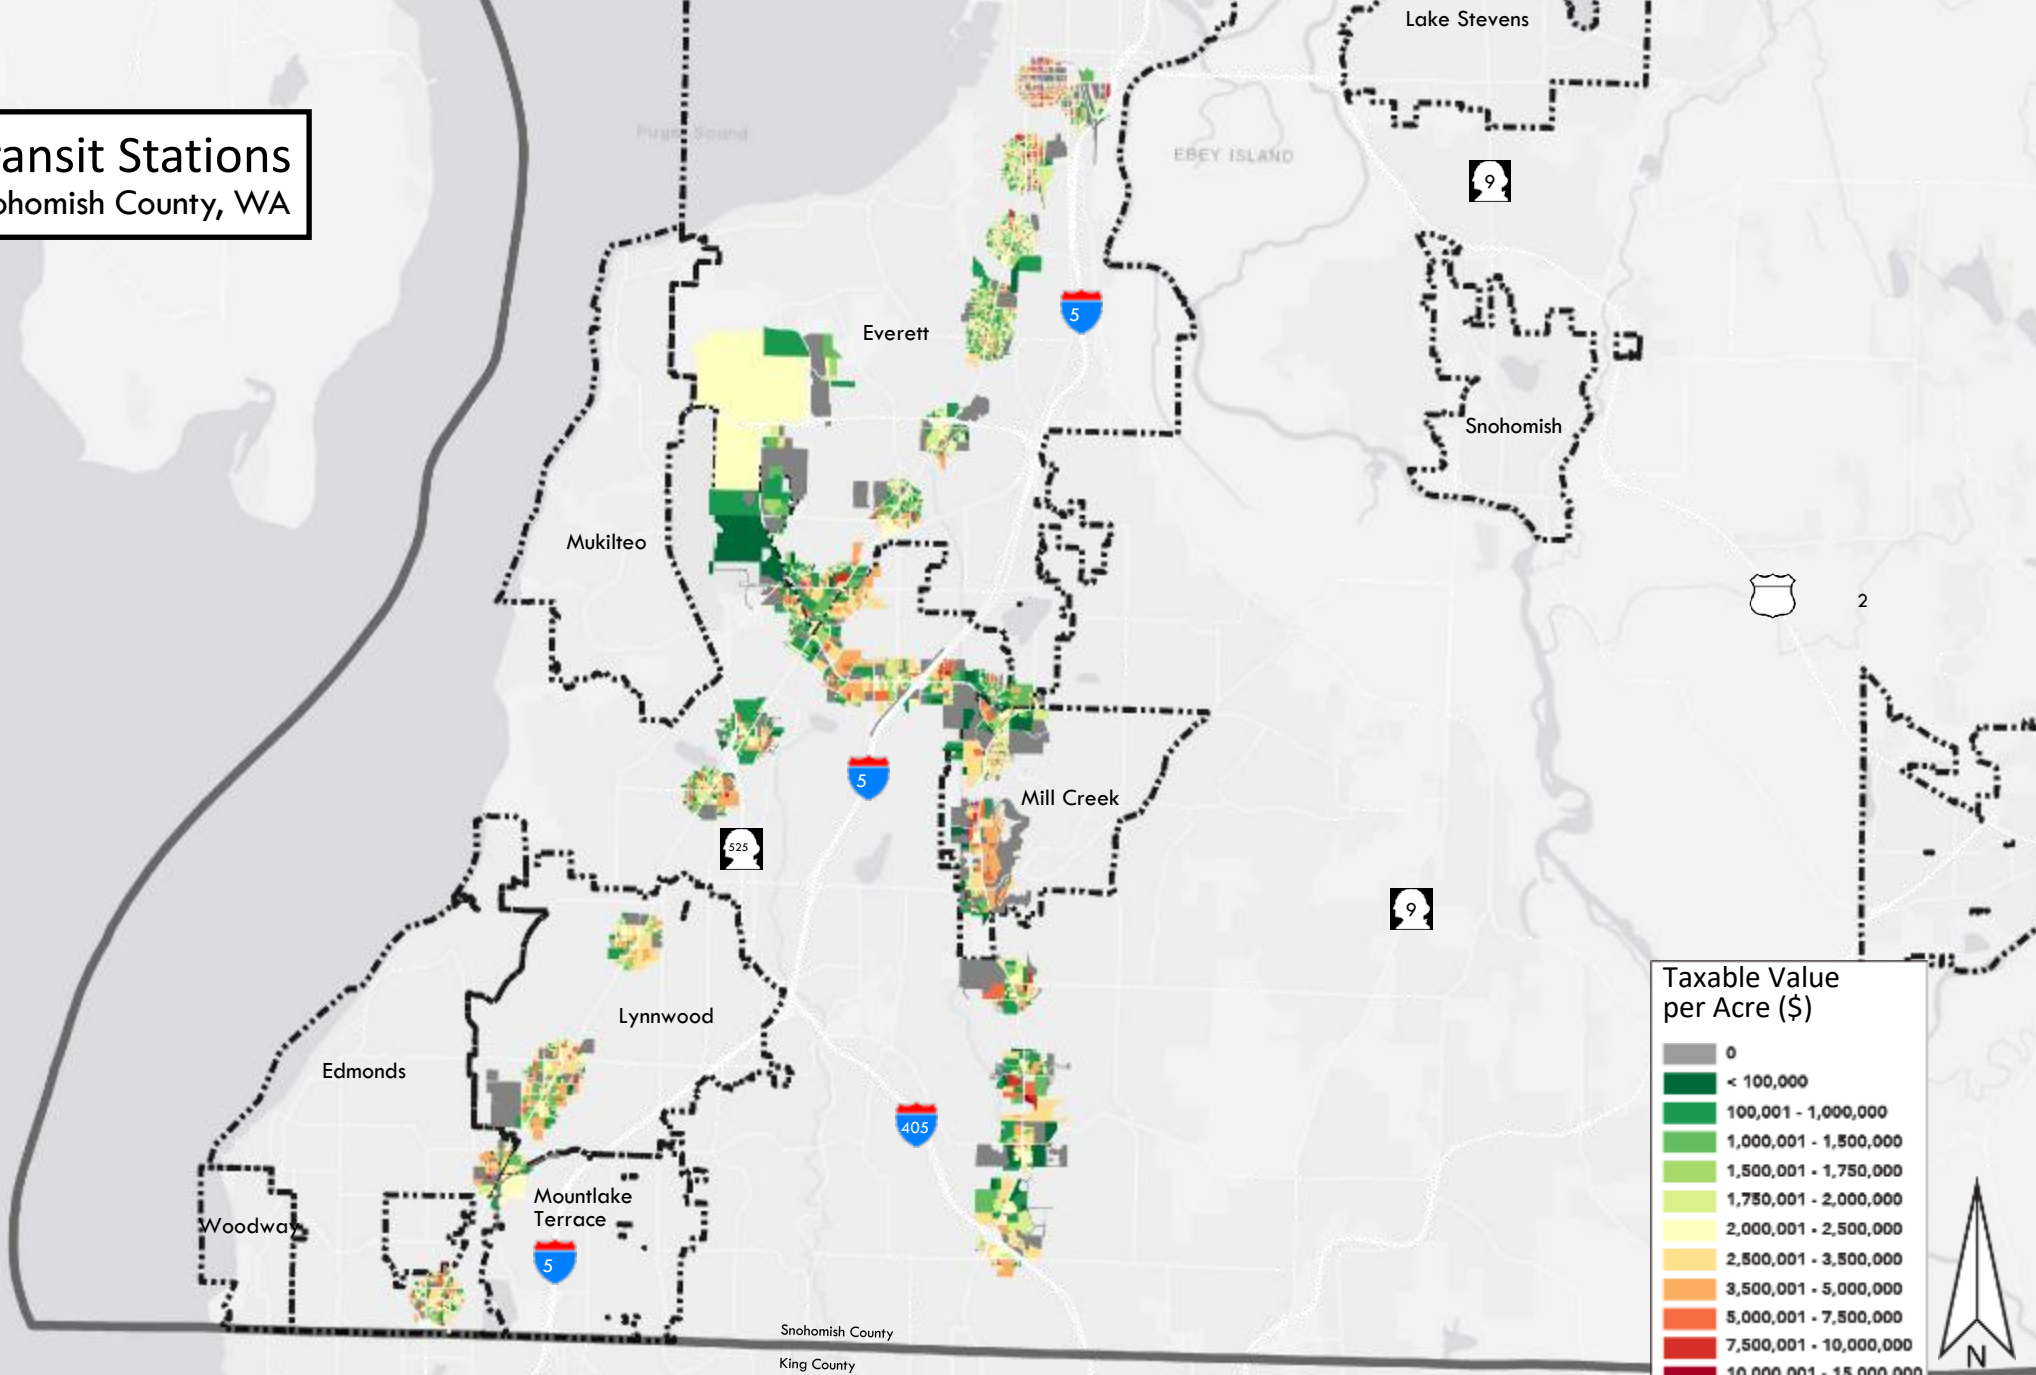 ransit Stations
ohomish County, WA
Lake Stevens
Puget Sound
EBEY ISLAND
9
5
Everett
Snohomish
Mukilteo
2
5
Mill Creek
525
9
Lynnwood
Edmonds
405
Mountlake
Terrace
Woodway
5
Snohomish County
King County
Taxable Value
per Acre ($)
0
< 100,000
100,001 - 1,000,000
1,000,001 - 1,500,000
1,500,001 - 1,750,000
1,750,001 - 2,000,000
2,000,001 - 2,500,000
2,500,001 - 3,500,000
3,500,001 - 5,000,000
5,000,001 - 7,500,000
7,500,001 - 10,000,000
10,000,001 - 15,000,000
N